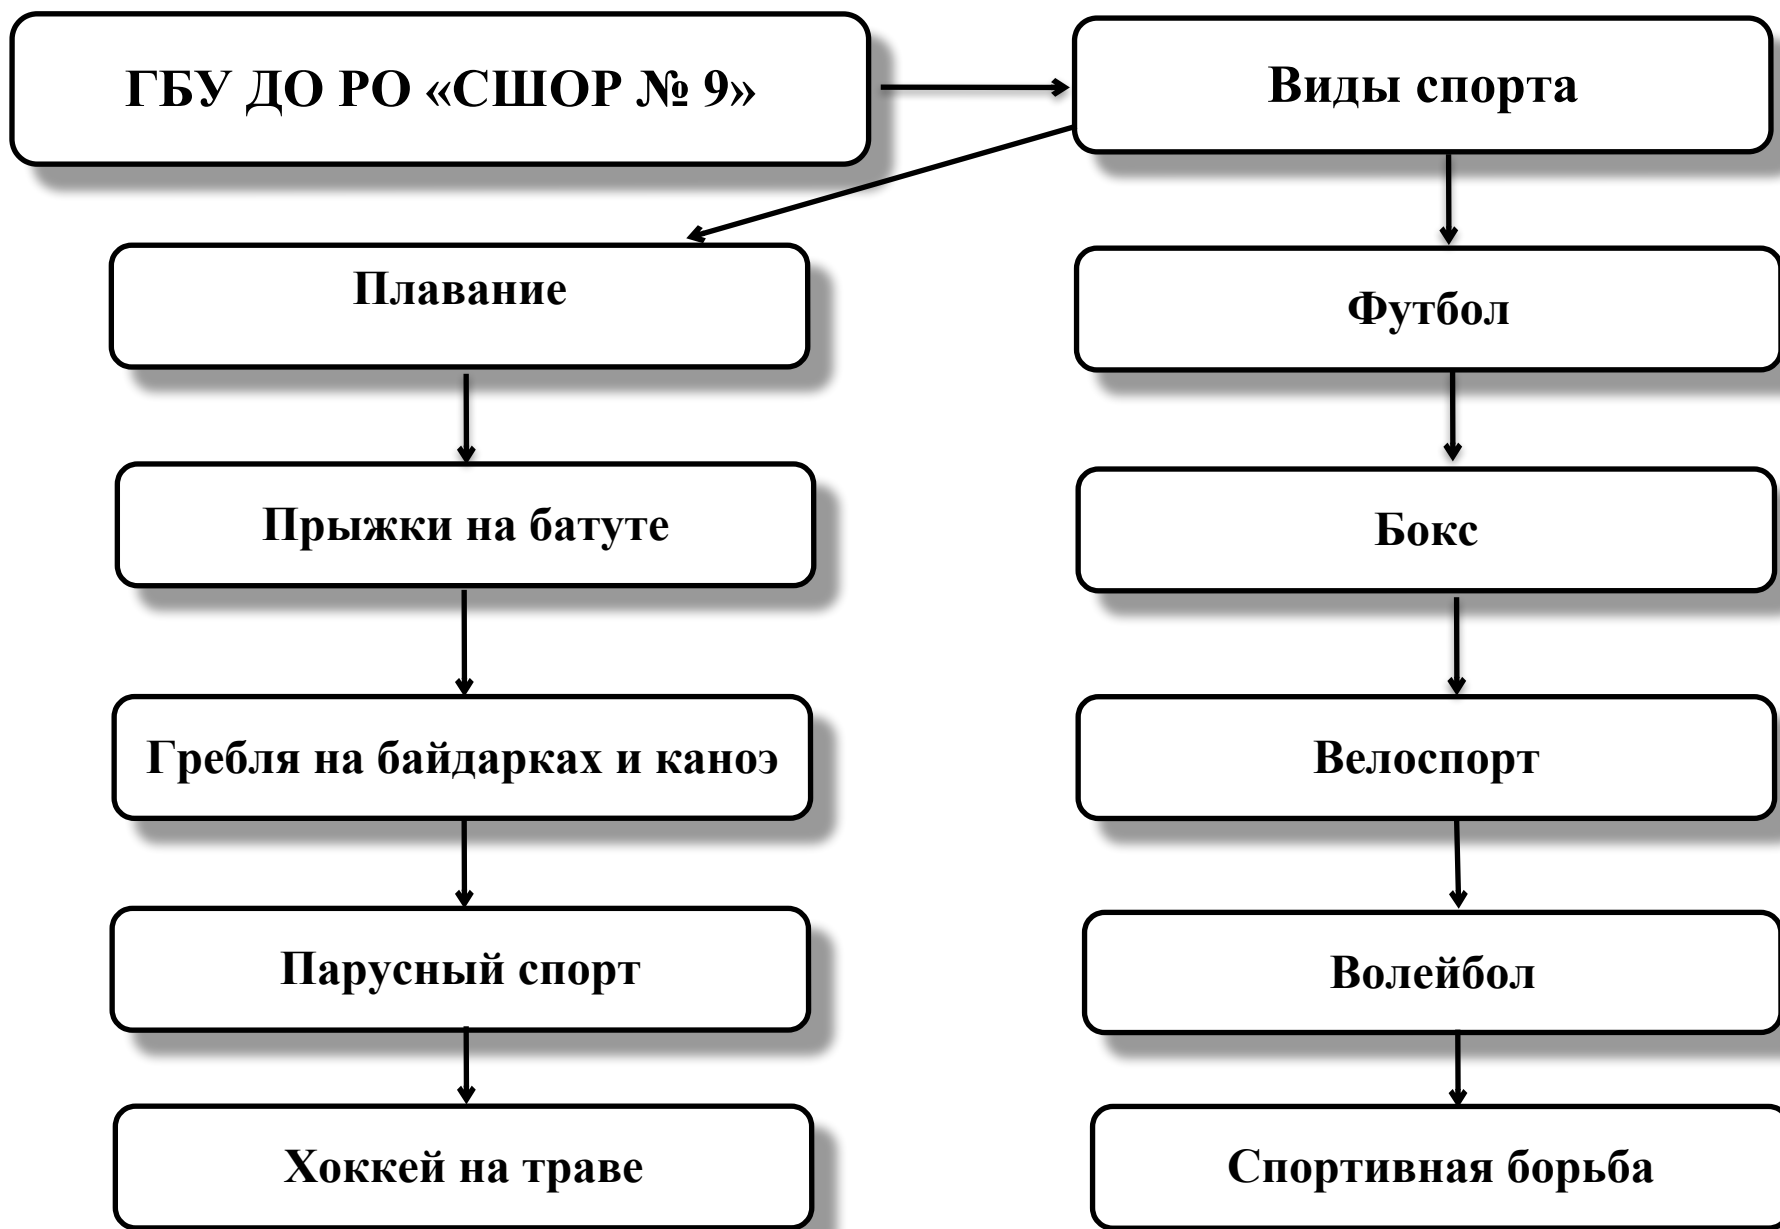 ГБУ ДО РО «СШОР № 9»
Виды спорта
Плавание
Футбол
Прыжки на батуте
Бокс
Гребля на байдарках и каноэ
Велоспорт
Парусный спорт
Волейбол
Хоккей на траве
Спортивная борьба